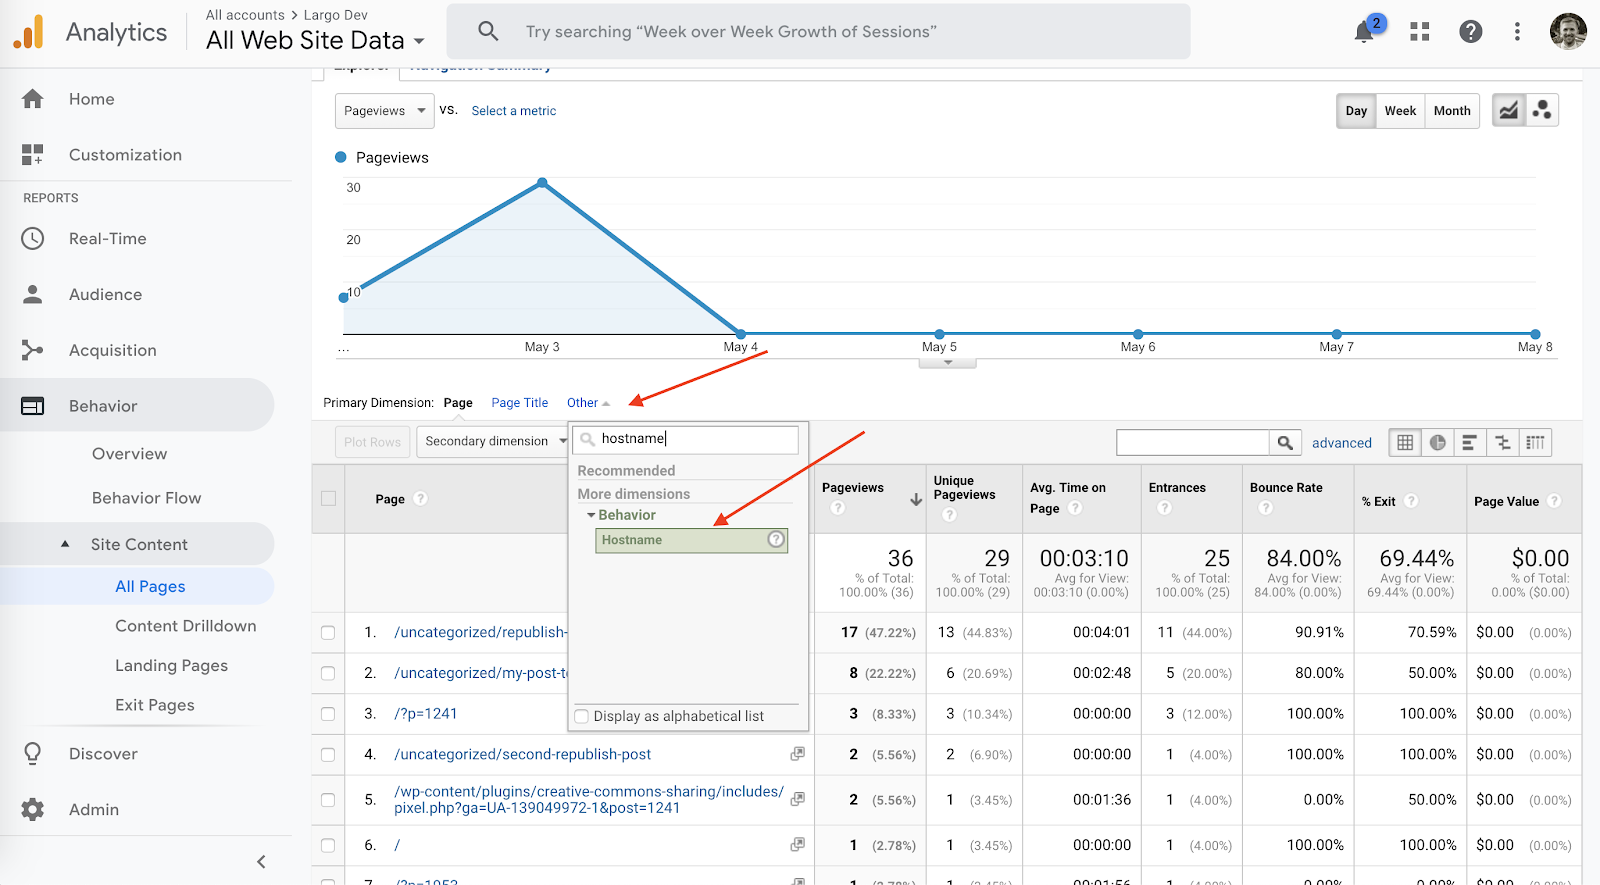 Analytics
All accounts > Largo Dev
All Web Site Data
Try searching “Week over Week Growth of Sessions”
2
Home
Customization
REPORTS
Real-Time
Audience
Acquisition
Behavior
Overview
Behavior Flow
Site Content
All Pages
Content Drilldown
Landing Pages
Exit Pages
Discover
Admin
Explorer
Navigation Summary
Pageviews
VS.
Select a metric
Day
Week
Month
Pageviews
30
20
10
...
May 3
May 4
May 5
May 6
May 7
May 8
Primary Dimension: Page Page Title Other
Plot Rows
Secondary dimension
hostname
Recommended
More dimensions
Behavior
Hostname
Display as alphabetical list
advanced
Page
Pageviews
Unique
Pageviews
Avg. Time on
Page
Entrances
Bounce Rate
% Exit
Page Value
36
% of Total:
100.00% (36)
29
% of Total:
100.00% (29)
00:03:10
Avg for View:
00:03:10 (0.00%)
25
% of Total:
100.00% (25)
84.00%
Avg for View:
84.00% (0.00%)
69.44%
Avg for View:
69.44% (0.00%)
$0.00
% of Total:
0.00% ($0.00)
1. /uncategorized/republish- 17 (47.22%) 13 (44.83%) 00:04:01 11 (44.00%) 90.91% 70.59% $0.00 (0.00%)
2. /uncategorized/my-post-t 8 (22.22%) 6 (20.69%) 00:02:48 5 (20.00%) 80.00% 50.00% $0.00 (0.00%)
3. /?p=1241 3 (8.33%) 3 (10.34%) 00:00:00 3 (12.00%) 100.00% 100.00% $0.00 (0.00%)
4. /uncategorized/second-republish-post 2 (5.56%) 2 (6.90%) 00:00:00 1 (4.00%) 100.00% 100.00% $0.00 (0.00%)
5. /wp-content/plugins/creative-commons-sharing/includes/
pixel.php?ga=UA-139049972-1&post=1241 2 (5.56%) 1 (3.45%) 00:01:36 1 (4.00%) 0.00% 50.00% $0.00 (0.00%)
6. / 1 (2.78%) 1 (3.45%) 00:00:00 1 (4.00%) 100.00% 100.00% $0.00 (0.00%)